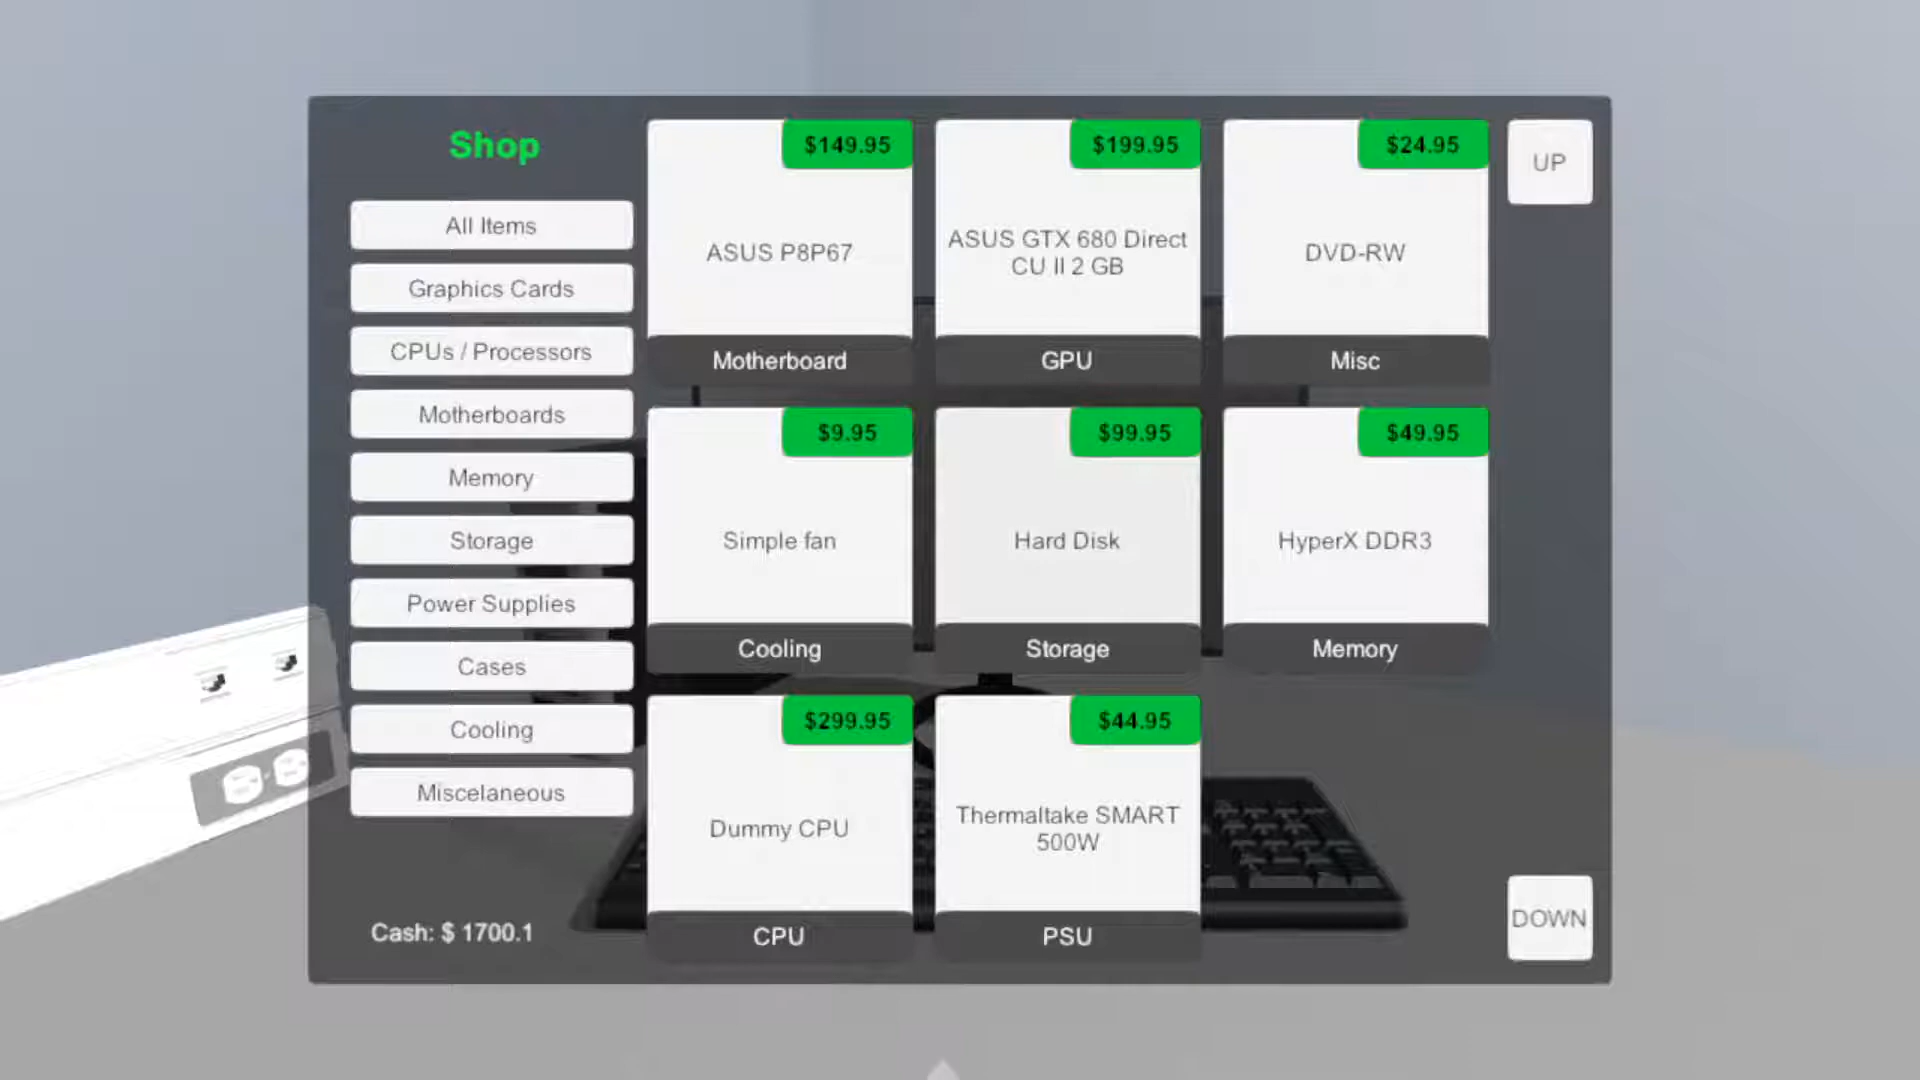 Shop
All Items
Graphics Cards
CPUs / Processors
Motherboards
Memory
Storage
Power Supplies
Cases
Cooling
Miscelaneous
Cash: $ 1700.1
$149.95
ASUS P8P67
Motherboard
$199.95
ASUS GTX 680 Direct
CU II 2 GB
GPU
$24.95
DVD-RW
Misc
$9.95
Simple fan
Cooling
$99.95
Hard Disk
Storage
$49.95
HyperX DDR3
Memory
$299.95
Dummy CPU
CPU
$44.95
Thermaltake SMART
500W
PSU
UP
DOWN